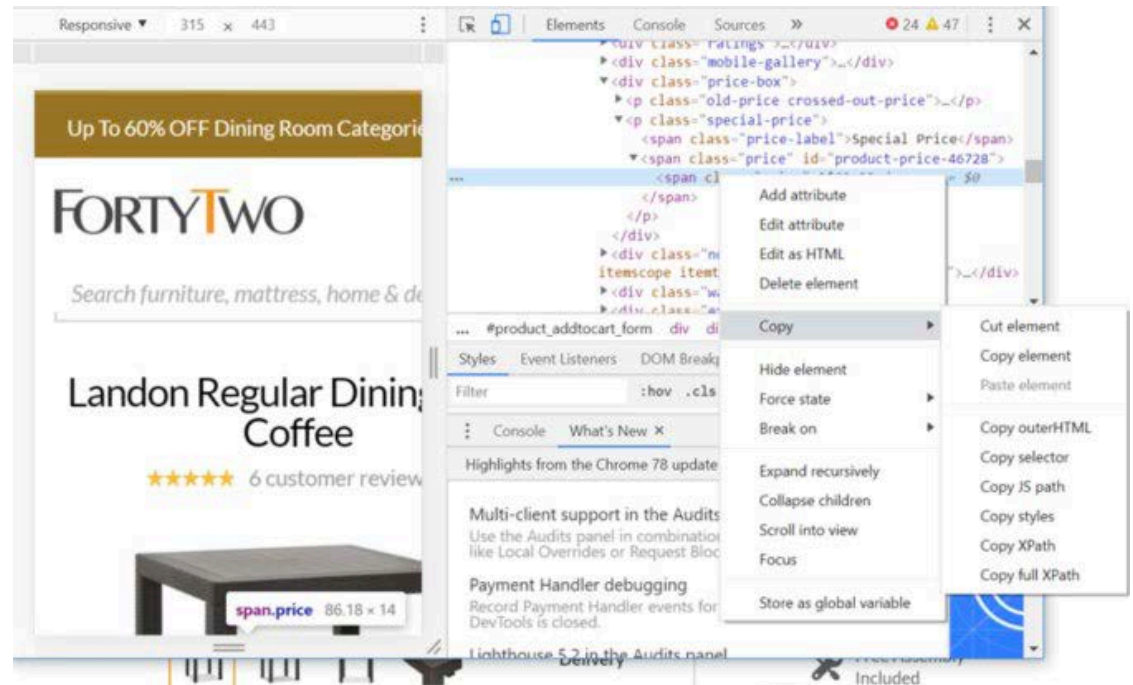 Responsive ▼ 315 x 443
Elements Console Sources » 24 47
<div class="ratings">…</div>
<div class="mobile-gallery">…</div>
<div class="price-box">
<p class="old-price crossed-out-price">…</p>
<p class="special-price">
<span class="price-label">Special Price</span>
<span class="price" id="product-price-46728">
... <span cl == $0
</span>
</p>
</div>
<div class="n
itemscope itemt ">…</div>
<div class="w
<div class="e
... #product_addtocart_form div di
Styles Event Listeners DOM Break
Filter :hov .cls
Console What's New ×
Highlights from the Chrome 78 update
Multi-client support in the Audits
Use the Audits panel in combination
like Local Overrides or Request Bloc
Payment Handler debugging
Record Payment Handler events for
DevTools is closed.
Lighthouse 5.2 in the Audits panel
Add attribute
Edit attribute
Edit as HTML
Delete element
Copy
Hide element
Force state
Break on
Expand recursively
Collapse children
Scroll into view
Focus
Store as global variable
Cut element
Copy element
Paste element
Copy outerHTML
Copy selector
Copy JS path
Copy styles
Copy XPath
Copy full XPath
Up To 60% OFF Dining Room Categorie
FORTYTWO
Search furniture, mattress, home & de
Landon Regular Dining
Coffee
★★★★★ 6 customer review
span.price 86.18 × 14
Delivery
Free Assembly
Included